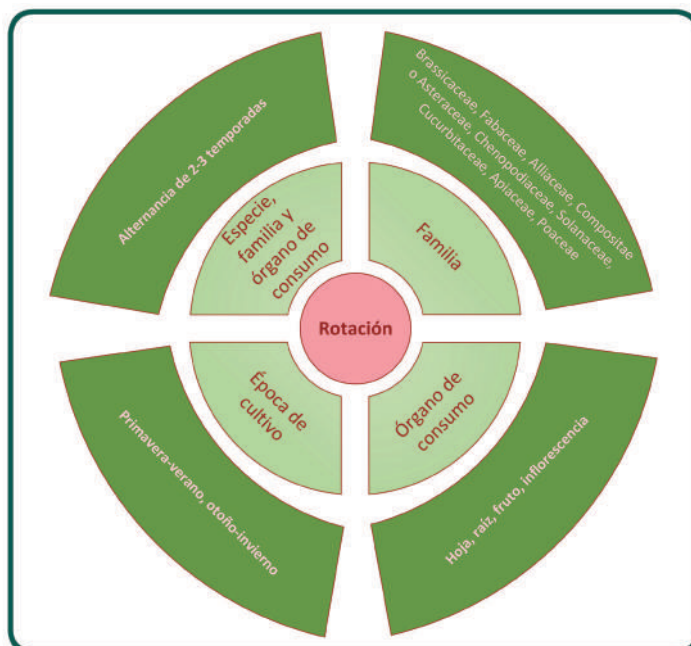 Alternancia de 2-3 temporadas
Brassicaceae, Fabaceae, Alliaceae, Compositae
o Asteraceae, Chenopodiaceae, Solanaceae,
Cucurbitaceae, Apiaceae, Poaceae
Especie,
familia y
órgano de
consumo
Familia
Rotación
Época de
cultivo
Órgano de
consumo
Primavera-verano, otoño-invierno
Hoja, raíz, fruto, inflorescencia